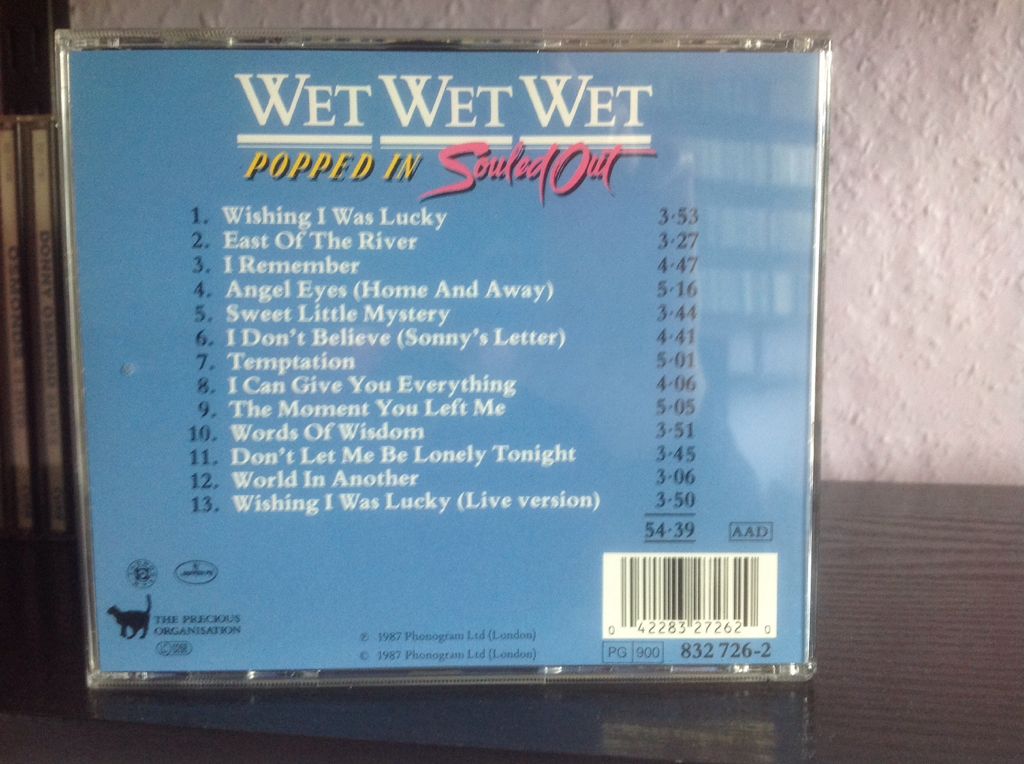 WET WET WET
POPPED IN Souled Out
1. Wishing I Was Lucky 3·53
2. East Of The River 3·27
3. I Remember 4·47
4. Angel Eyes (Home And Away) 5·16
5. Sweet Little Mystery 3·44
6. I Don't Believe (Sonny's Letter) 4·41
7. Temptation 5·01
8. I Can Give You Everything 4·06
9. The Moment You Left Me 5·05
10. Words Of Wisdom 3·51
11. Don't Let Me Be Lonely Tonight 3·45
12. World In Another 3·06
13. Wishing I Was Lucky (Live version) 3·50
54·39 AAD
THE PRECIOUS
ORGANISATION
℗ 1987 Phonogram Ltd (London)
© 1987 Phonogram Ltd (London)
0 42283 27262 0
PG 900 832 726-2
DONNY OSMOND
OSMONDS